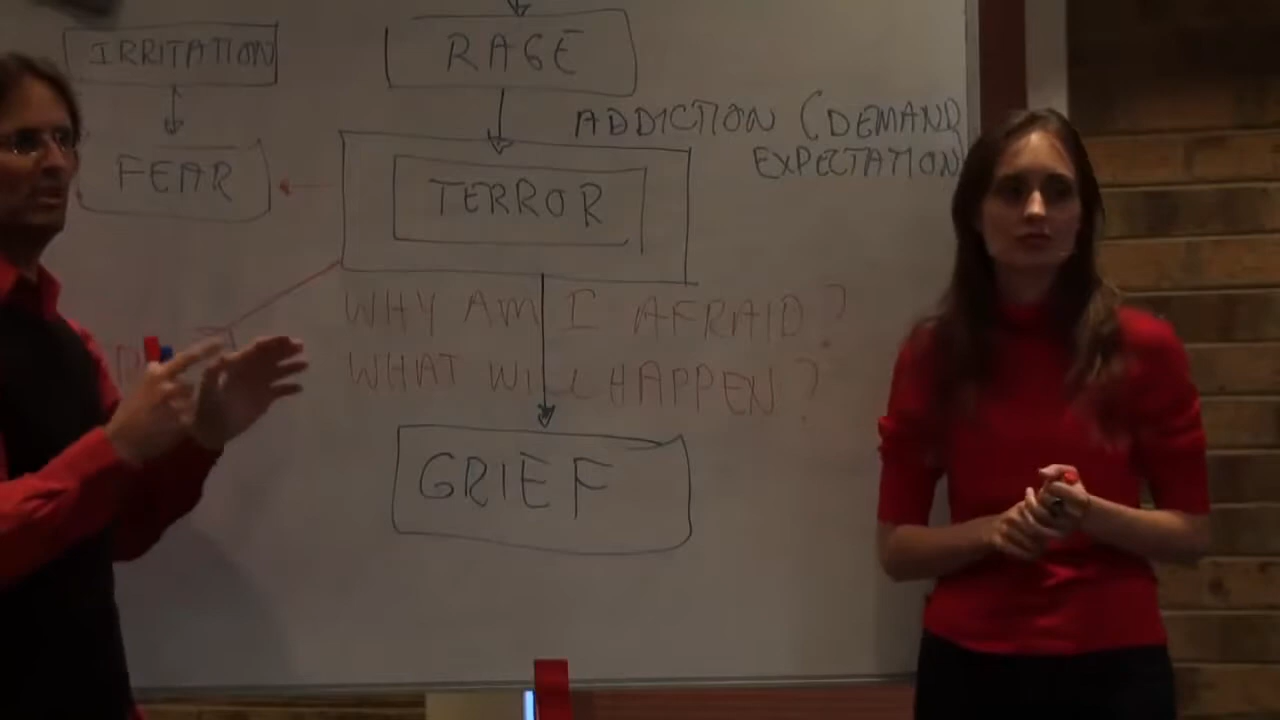 IRRITATION
RAGE
ADDICTION (DEMAND
EXPECTATION
FEAR
TERROR
WHY AM I AFRAID?
WHAT WILL HAPPEN?
GRIEF